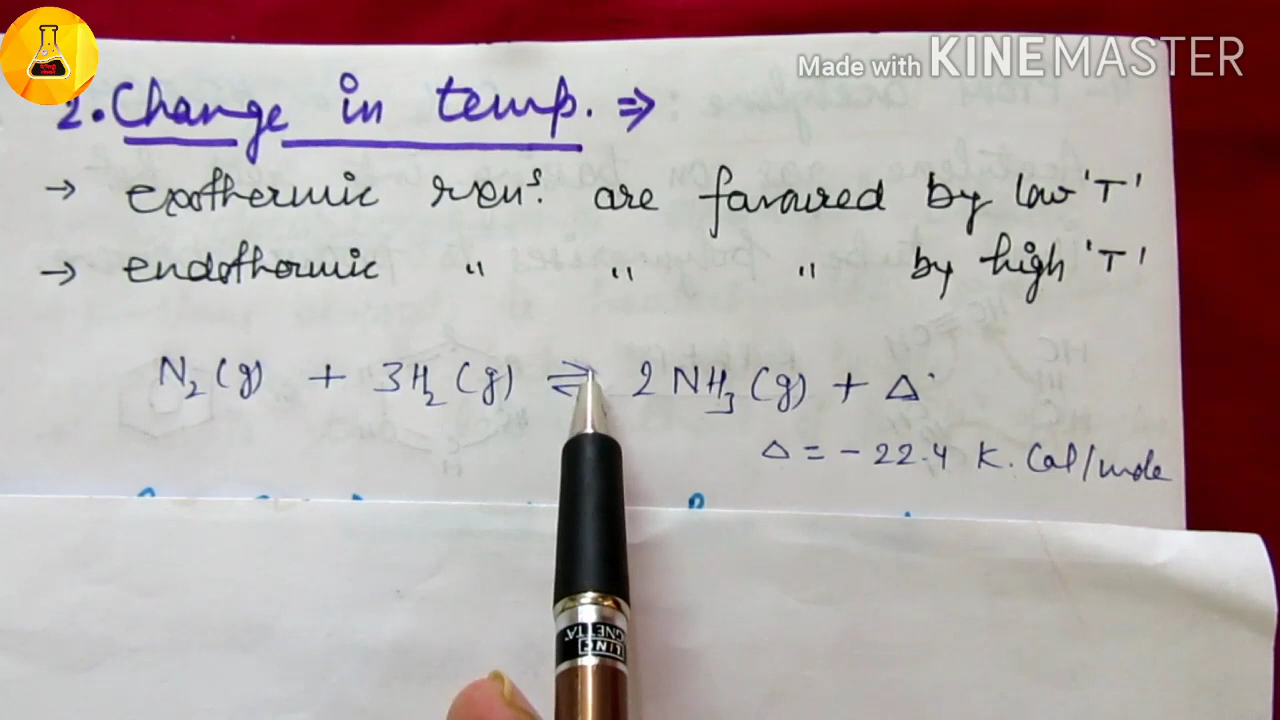 Made with KINEMASTER
2. Change in temp. ⇒
→ exothermic rxns. are favoured by low 'T'
→ endothermic " " " by high 'T'
N₂(g) + 3H₂(g) ⇌ 2NH₃(g) + Δ
Δ = -22.4 K. Cal/mole